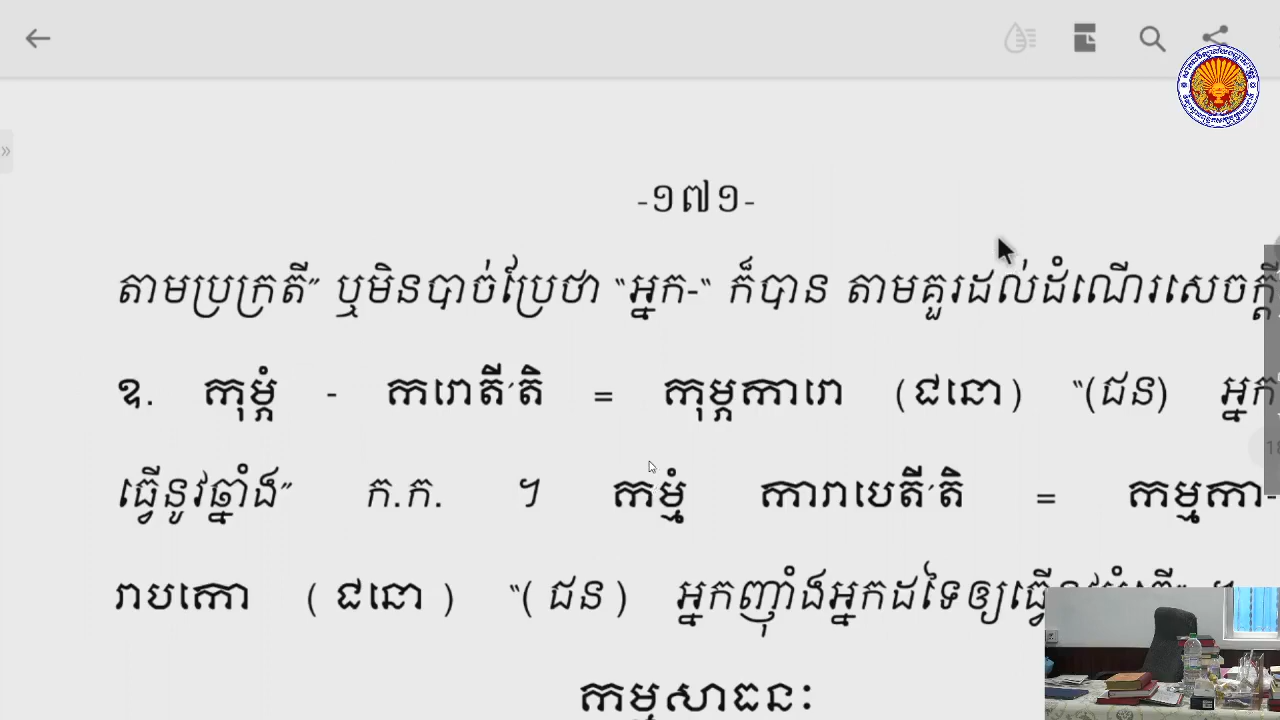 -១៧១-
តាមប្រក្រតី" ឬមិនបាច់ប្រែថា "អ្នក-" ក៏បាន តាមគួរដល់ដំណើរសេចក្ដី
ឧ. កុម្ភំ - ករោតី'តិ = កុម្ភការោ (ជនោ) "(ជន) អ្នក
ធ្វើនូវឆ្នាំង" ក.ក. ។ កម្មំ ការាបេតី'តិ = កម្មកា-
រាបកោ (ជនោ) "(ជន) អ្នកញ៉ាំងអ្នកដទៃឲ្យធ្វើ
កម្មសាធនៈ